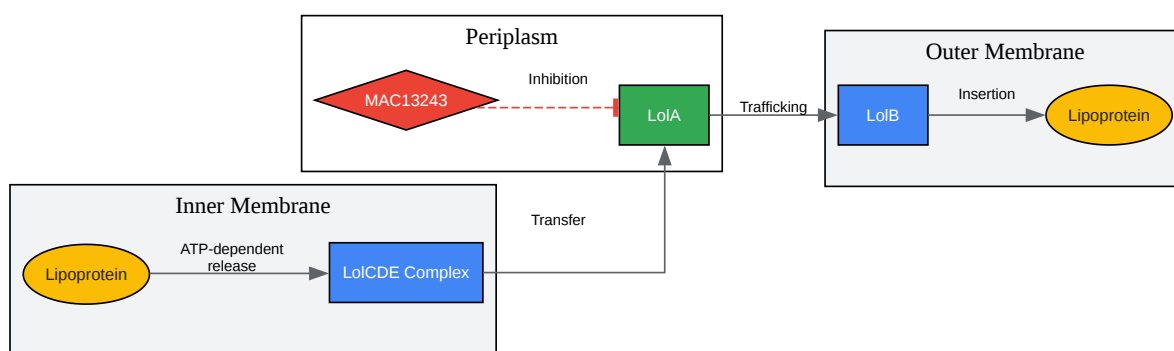 Periplasm
Inhibition
MAC13243
LolA
Trafficking
Outer Membrane
Insertion
LolB
Lipoprotein
Inner Membrane
ATP-dependent
release
Lipoprotein
LolCDE Complex
Transfer